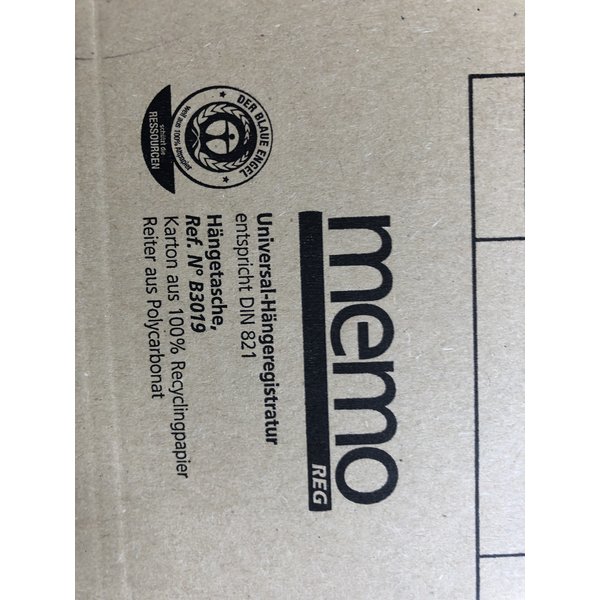 memo
REG
Universal-Hängeregistratur
entspricht DIN 821
Hängetasche,
Ref. N° B3019
Karton aus 100% Recyclingpapier
Reiter aus Polycarbonat
DER BLAUE ENGEL
weil aus 100% Altpapier
schützt die
RESSOURCEN